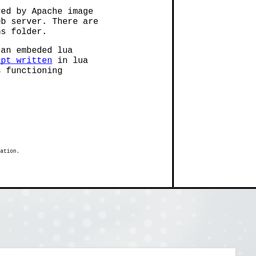 ed by Apache image
b server. There are
s folder.
an embeded lua
pt written in lua
functioning
ation.